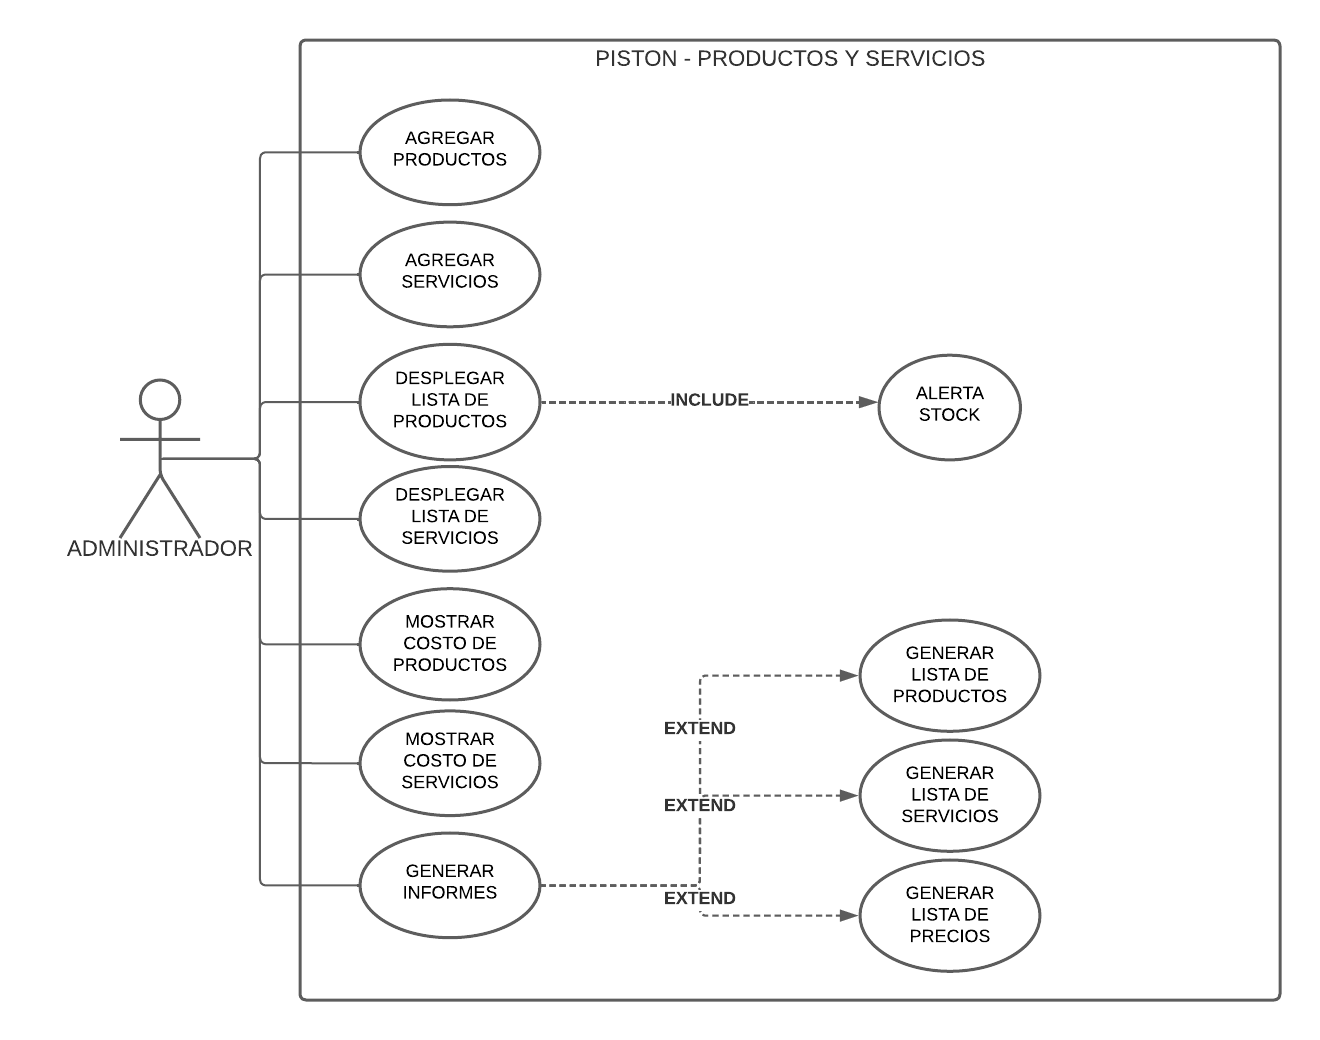 PISTON - PRODUCTOS Y SERVICIOS
AGREGAR
PRODUCTOS
AGREGAR
SERVICIOS
DESPLEGAR
LISTA DE
PRODUCTOS
INCLUDE
ALERTA
STOCK
DESPLEGAR
LISTA DE
SERVICIOS
ADMINISTRADOR
MOSTRAR
COSTO DE
PRODUCTOS
MOSTRAR
COSTO DE
SERVICIOS
GENERAR
INFORMES
EXTEND
EXTEND
EXTEND
GENERAR
LISTA DE
PRODUCTOS
GENERAR
LISTA DE
SERVICIOS
GENERAR
LISTA DE
PRECIOS